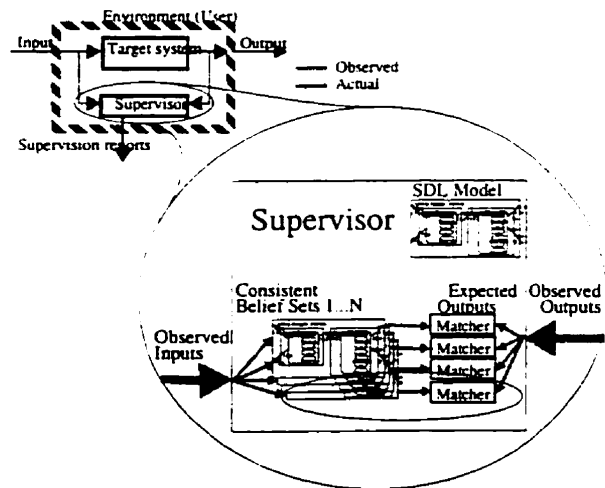 Environment (User)
Input
Target system
Output
Observed
Actual
Supervisor
Supervision reports
SDL Model
Supervisor
Consistent
Belief Sets 1...N
Expected
Outputs
Observed
Outputs
Observed
Inputs
Matcher
Matcher
Matcher
Matcher